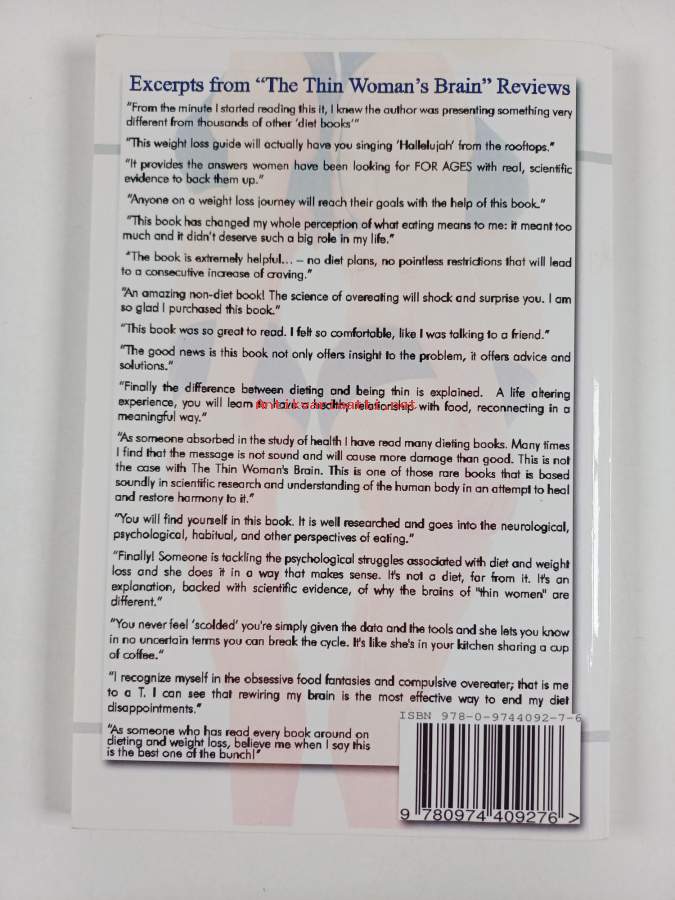 Excerpts from "The Thin Woman's Brain" Reviews
"From the minute I started reading this it, I knew the author was presenting something very
different from thousands of other 'diet books'"
"This weight loss guide will actually have you singing 'Hallelujah' from the rooftops."
"It provides the answers women have been looking for FOR AGES with real, scientific
evidence to back them up."
"Anyone on a weight loss journey will reach their goals with the help of this book."
"This book has changed my whole perception of what eating means to me: it meant too
much and it didn't deserve such a big role in my life."
"The book is extremely helpful... – no diet plans, no pointless restrictions that will lead
to a consecutive increase of craving."
"An amazing non-diet book! The science of overeating will shock and surprise you. I am
so glad I purchased this book."
"This book was so great to read. I felt so comfortable, like I was talking to a friend."
"The good news is this book not only offers insight to the problem, it offers advice and
solutions."
"Finally the difference between dieting and being thin is explained. A life altering
experience, you will learn to have a healthy relationship with food, reconnecting in a
meaningful way."
"As someone absorbed in the study of health I have read many dieting books. Many times
I find that the message is not sound and will cause more damage than good. This is not
the case with The Thin Woman's Brain. This is one of those rare books that is based
soundly in scientific research and understanding of the human body in an attempt to heal
and restore harmony to it."
"You will find yourself in this book. It is well researched and goes into the neurological,
psychological, habitual, and other perspectives of eating."
"Finally! Someone is tackling the psychological struggles associated with diet and weight
loss and she does it in a way that makes sense. It's not a diet, far from it. It's an
explanation, backed with scientific evidence, of why the brains of "thin women" are
different."
"You never feel 'scolded' you're simply given the data and the tools and she lets you know
in no uncertain terms you can break the cycle. It's like she's in your kitchen sharing a cup
of coffee."
"I recognize myself in the obsessive food fantasies and compulsive overeater; that is me
to a T. I can see that rewiring my brain is the most effective way to end my diet
disappointments."
"As someone who has read every book around on
dieting and weight loss, believe me when I say this
is the best one of the bunch!"
ISBN 978-0-9744092-7-6
9 780974 409276 >